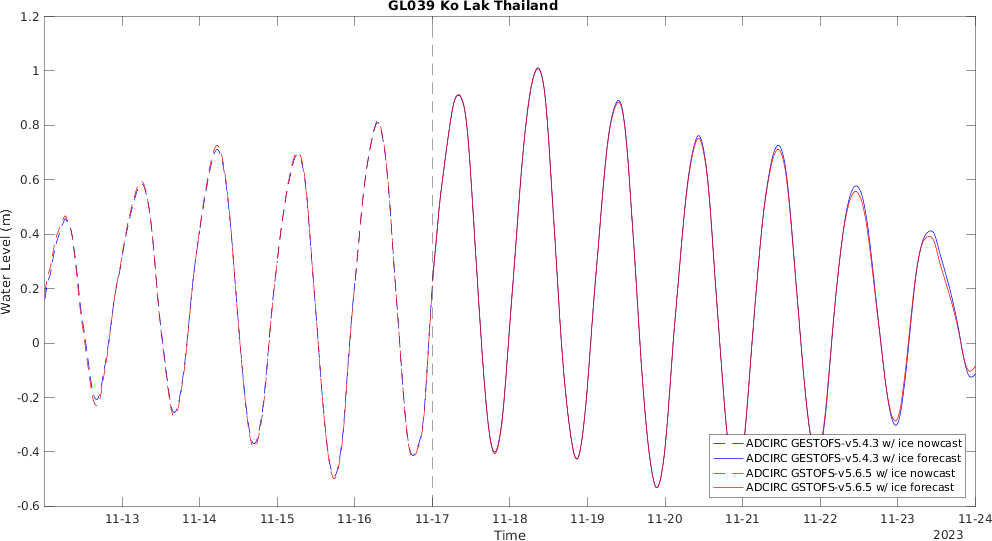 GL039 Ko Lak Thailand
1.2
1
0.8
0.6
0.4
0.2
0
-0.2
-0.4
-0.6
Water Level (m)
ADCIRC GESTOFS-v5.4.3 w/ ice nowcast
ADCIRC GESTOFS-v5.4.3 w/ ice forecast
ADCIRC GSTOFS-v5.6.5 w/ ice nowcast
ADCIRC GSTOFS-v5.6.5 w/ ice forecast
11-13 11-14 11-15 11-16 11-17 11-18 11-19 11-20 11-21 11-22 11-23 11-24
Time
2023